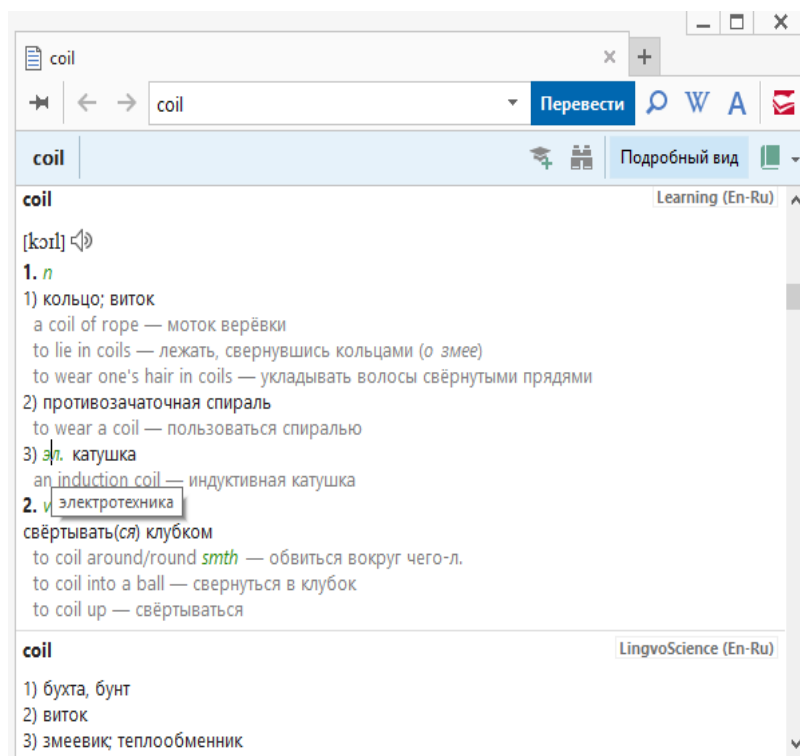 coil
coil
Перевести
W
A
coil
Подробный вид
coil
Learning (En-Ru)
[kɔɪl]
1. n
1) кольцо; виток
a coil of rope — моток верёвки
to lie in coils — лежать, свернувшись кольцами (о змее)
to wear one's hair in coils — укладывать волосы свёрнутыми прядями
2) противозачаточная спираль
to wear a coil — пользоваться спиралью
3) эл. катушка
an induction coil — индуктивная катушка
2. v
электротехника
свёртывать(ся) клубком
to coil around/round smth — обвиться вокруг чего-л.
to coil into a ball — свернуться в клубок
to coil up — свёртываться
coil
LingvoScience (En-Ru)
1) бухта, бунт
2) виток
3) змеевик; теплообменник